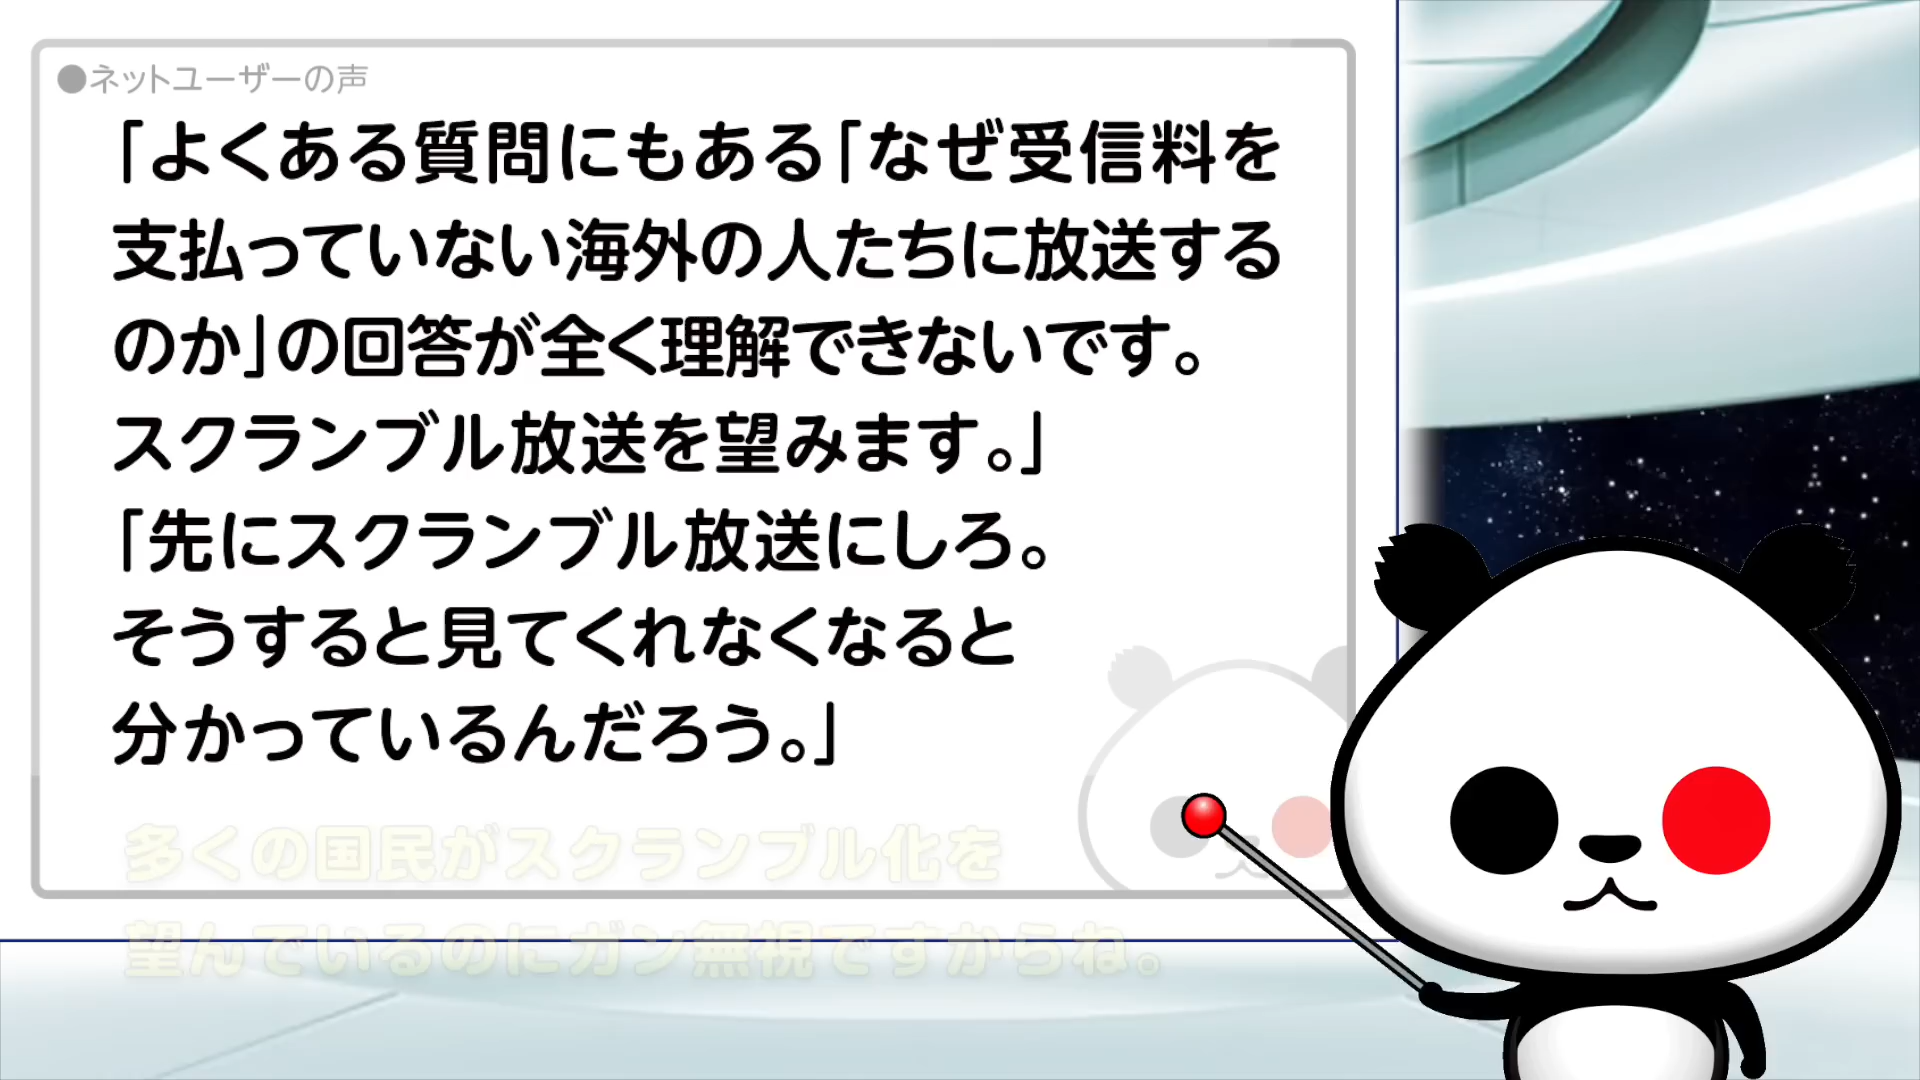 ●ネットユーザーの声
「よくある質問にもある「なぜ受信料を
支払っていない海外の人たちに放送する
のか」の回答が全く理解できないです。
スクランブル放送を望みます。」
「先にスクランブル放送にしろ。
そうすると見てくれなくなると
分かっているんだろう。」
多くの国民がスクランブル化を
望んでいるのにガン無視ですからね。